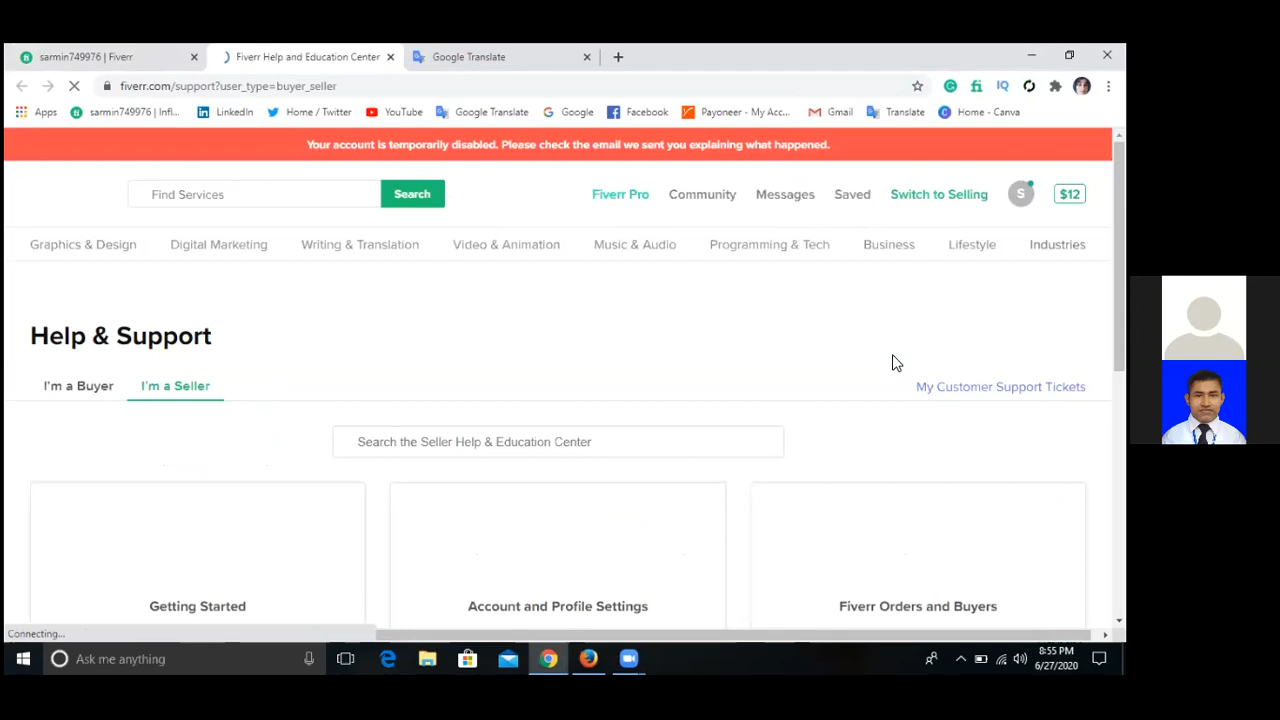 sarmin749976 | Fiverr
Fiverr Help and Education Center
Google Translate
fiverr.com/support?user_type=buyer_seller
Apps
sarmin749976 | Infl...
LinkedIn
Home / Twitter
YouTube
Google Translate
Google
Facebook
Payoneer - My Acc...
Gmail
Translate
Home - Canva
Your account is temporarily disabled. Please check the email we sent you explaining what happened.
Find Services
Search
Fiverr Pro
Community
Messages
Saved
Switch to Selling
S
$12
Graphics & Design
Digital Marketing
Writing & Translation
Video & Animation
Music & Audio
Programming & Tech
Business
Lifestyle
Industries
Help & Support
I'm a Buyer
I'm a Seller
My Customer Support Tickets
Search the Seller Help & Education Center
Getting Started
Account and Profile Settings
Fiverr Orders and Buyers
Connecting...
Ask me anything
8:55 PM
6/27/2020